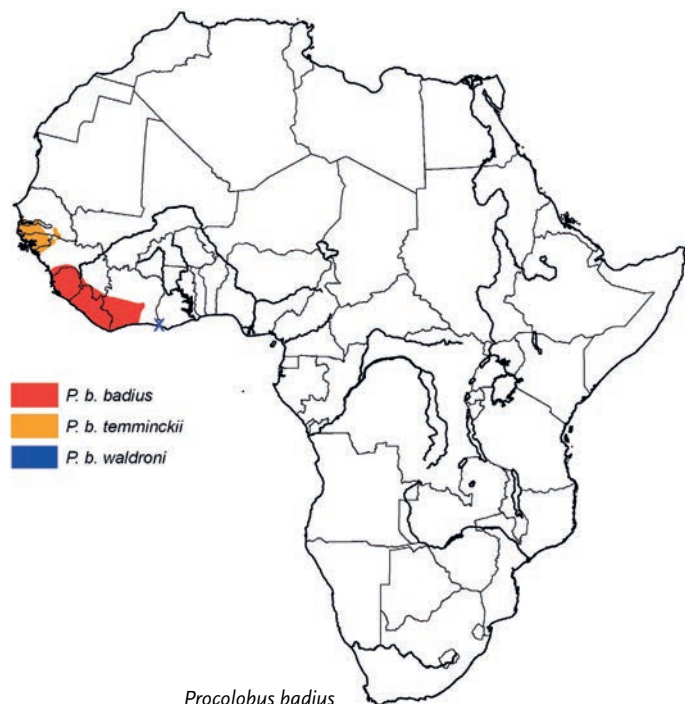 P. b. badius
P. b. temminckii
P. b. waldroni
Procolobus badius